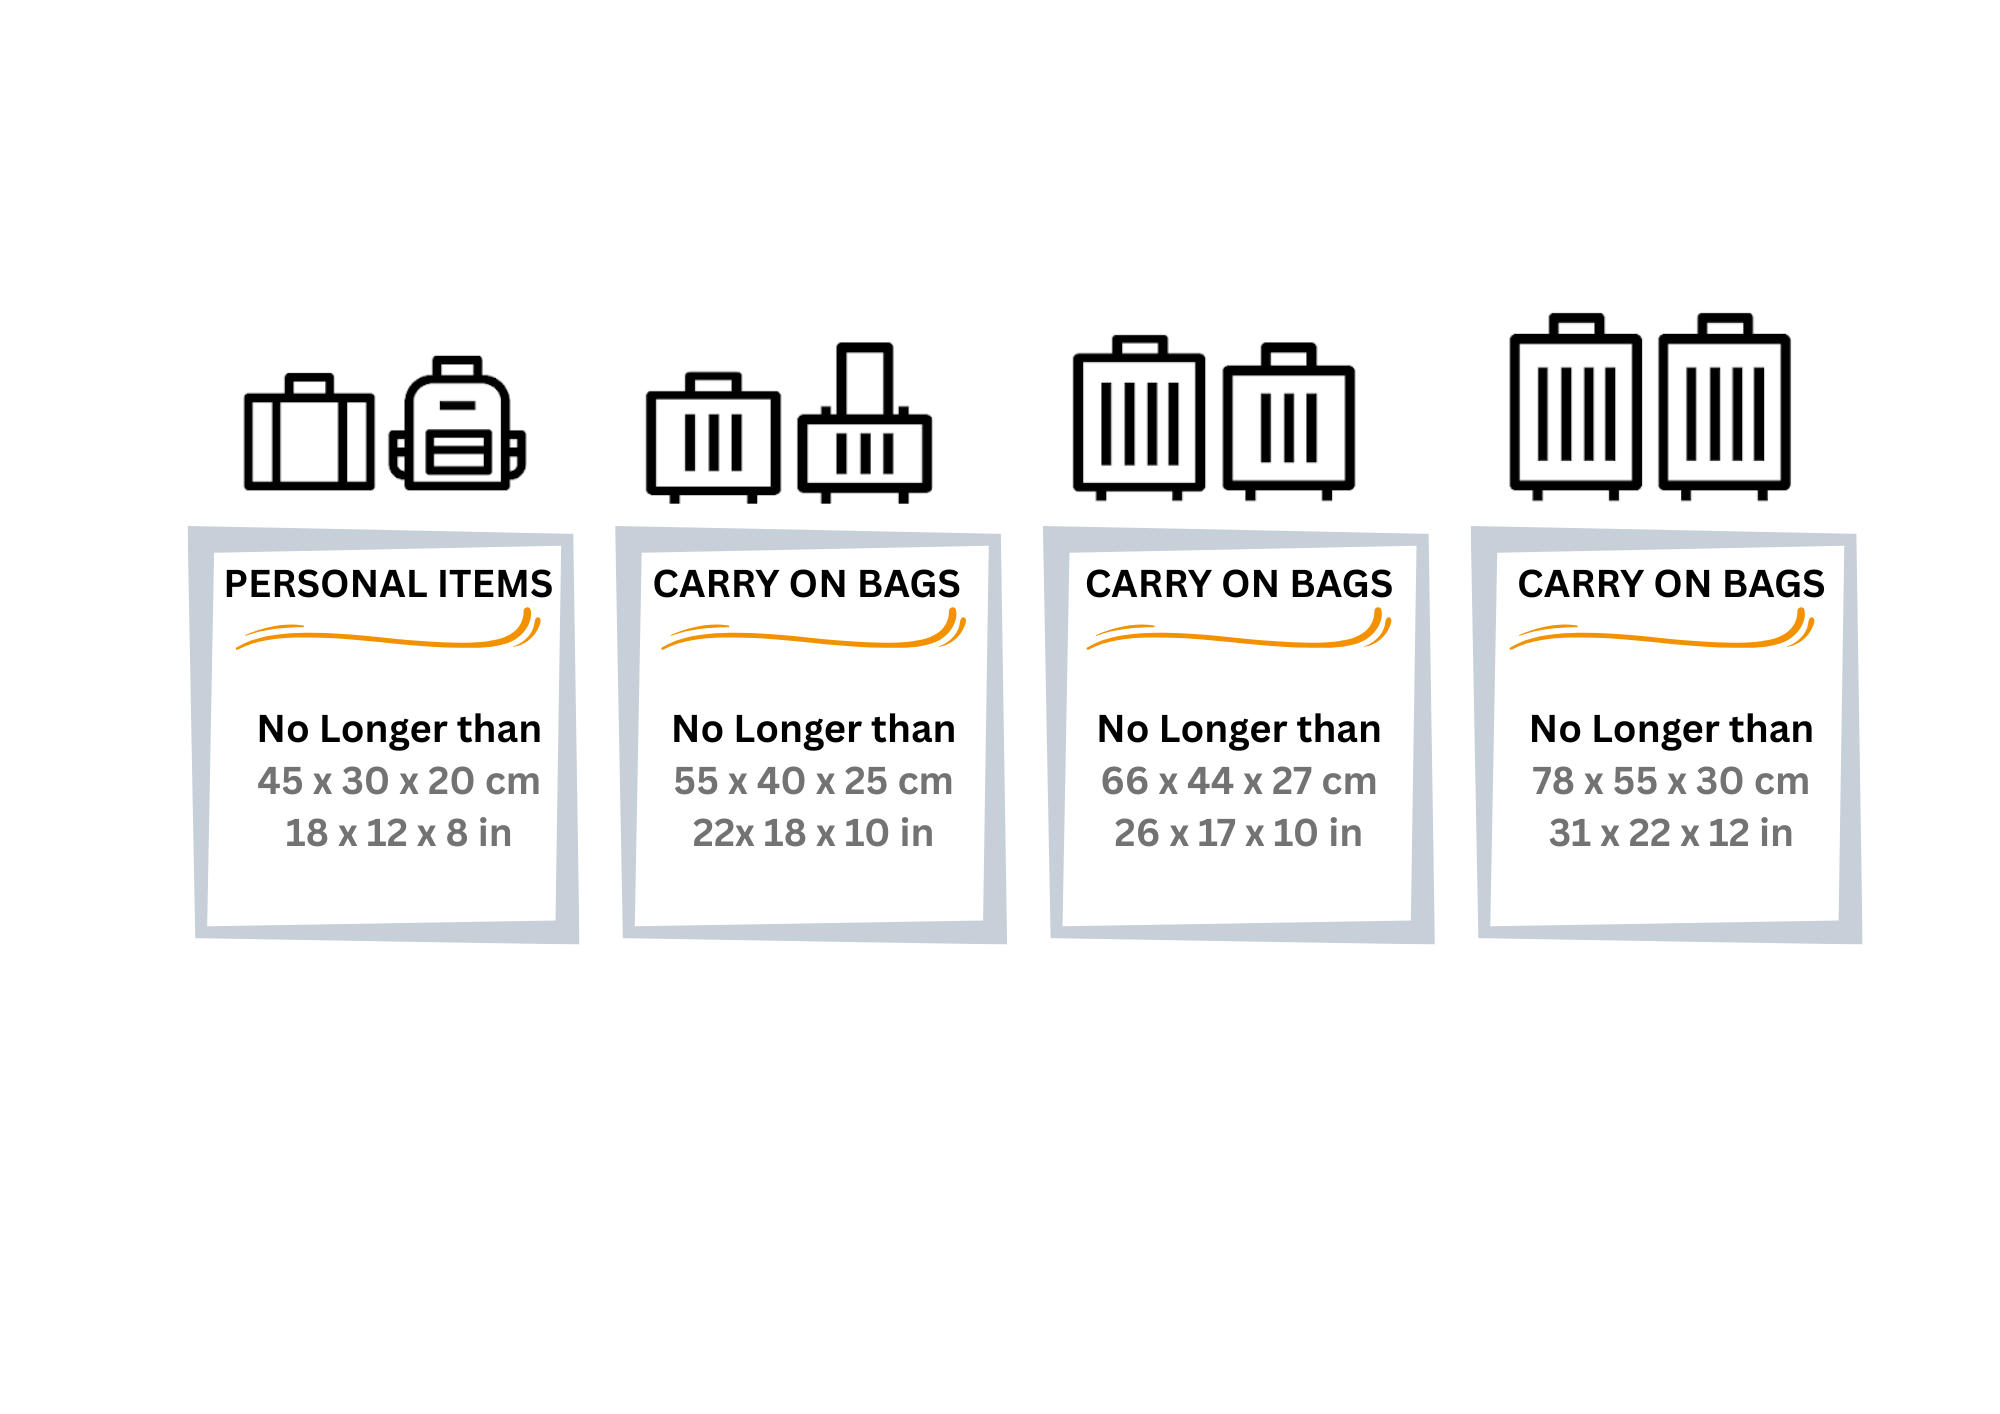 PERSONAL ITEMS
No Longer than
45 x 30 x 20 cm
18 x 12 x 8 in
CARRY ON BAGS
No Longer than
55 x 40 x 25 cm
22x 18 x 10 in
CARRY ON BAGS
No Longer than
66 x 44 x 27 cm
26 x 17 x 10 in
CARRY ON BAGS
No Longer than
78 x 55 x 30 cm
31 x 22 x 12 in